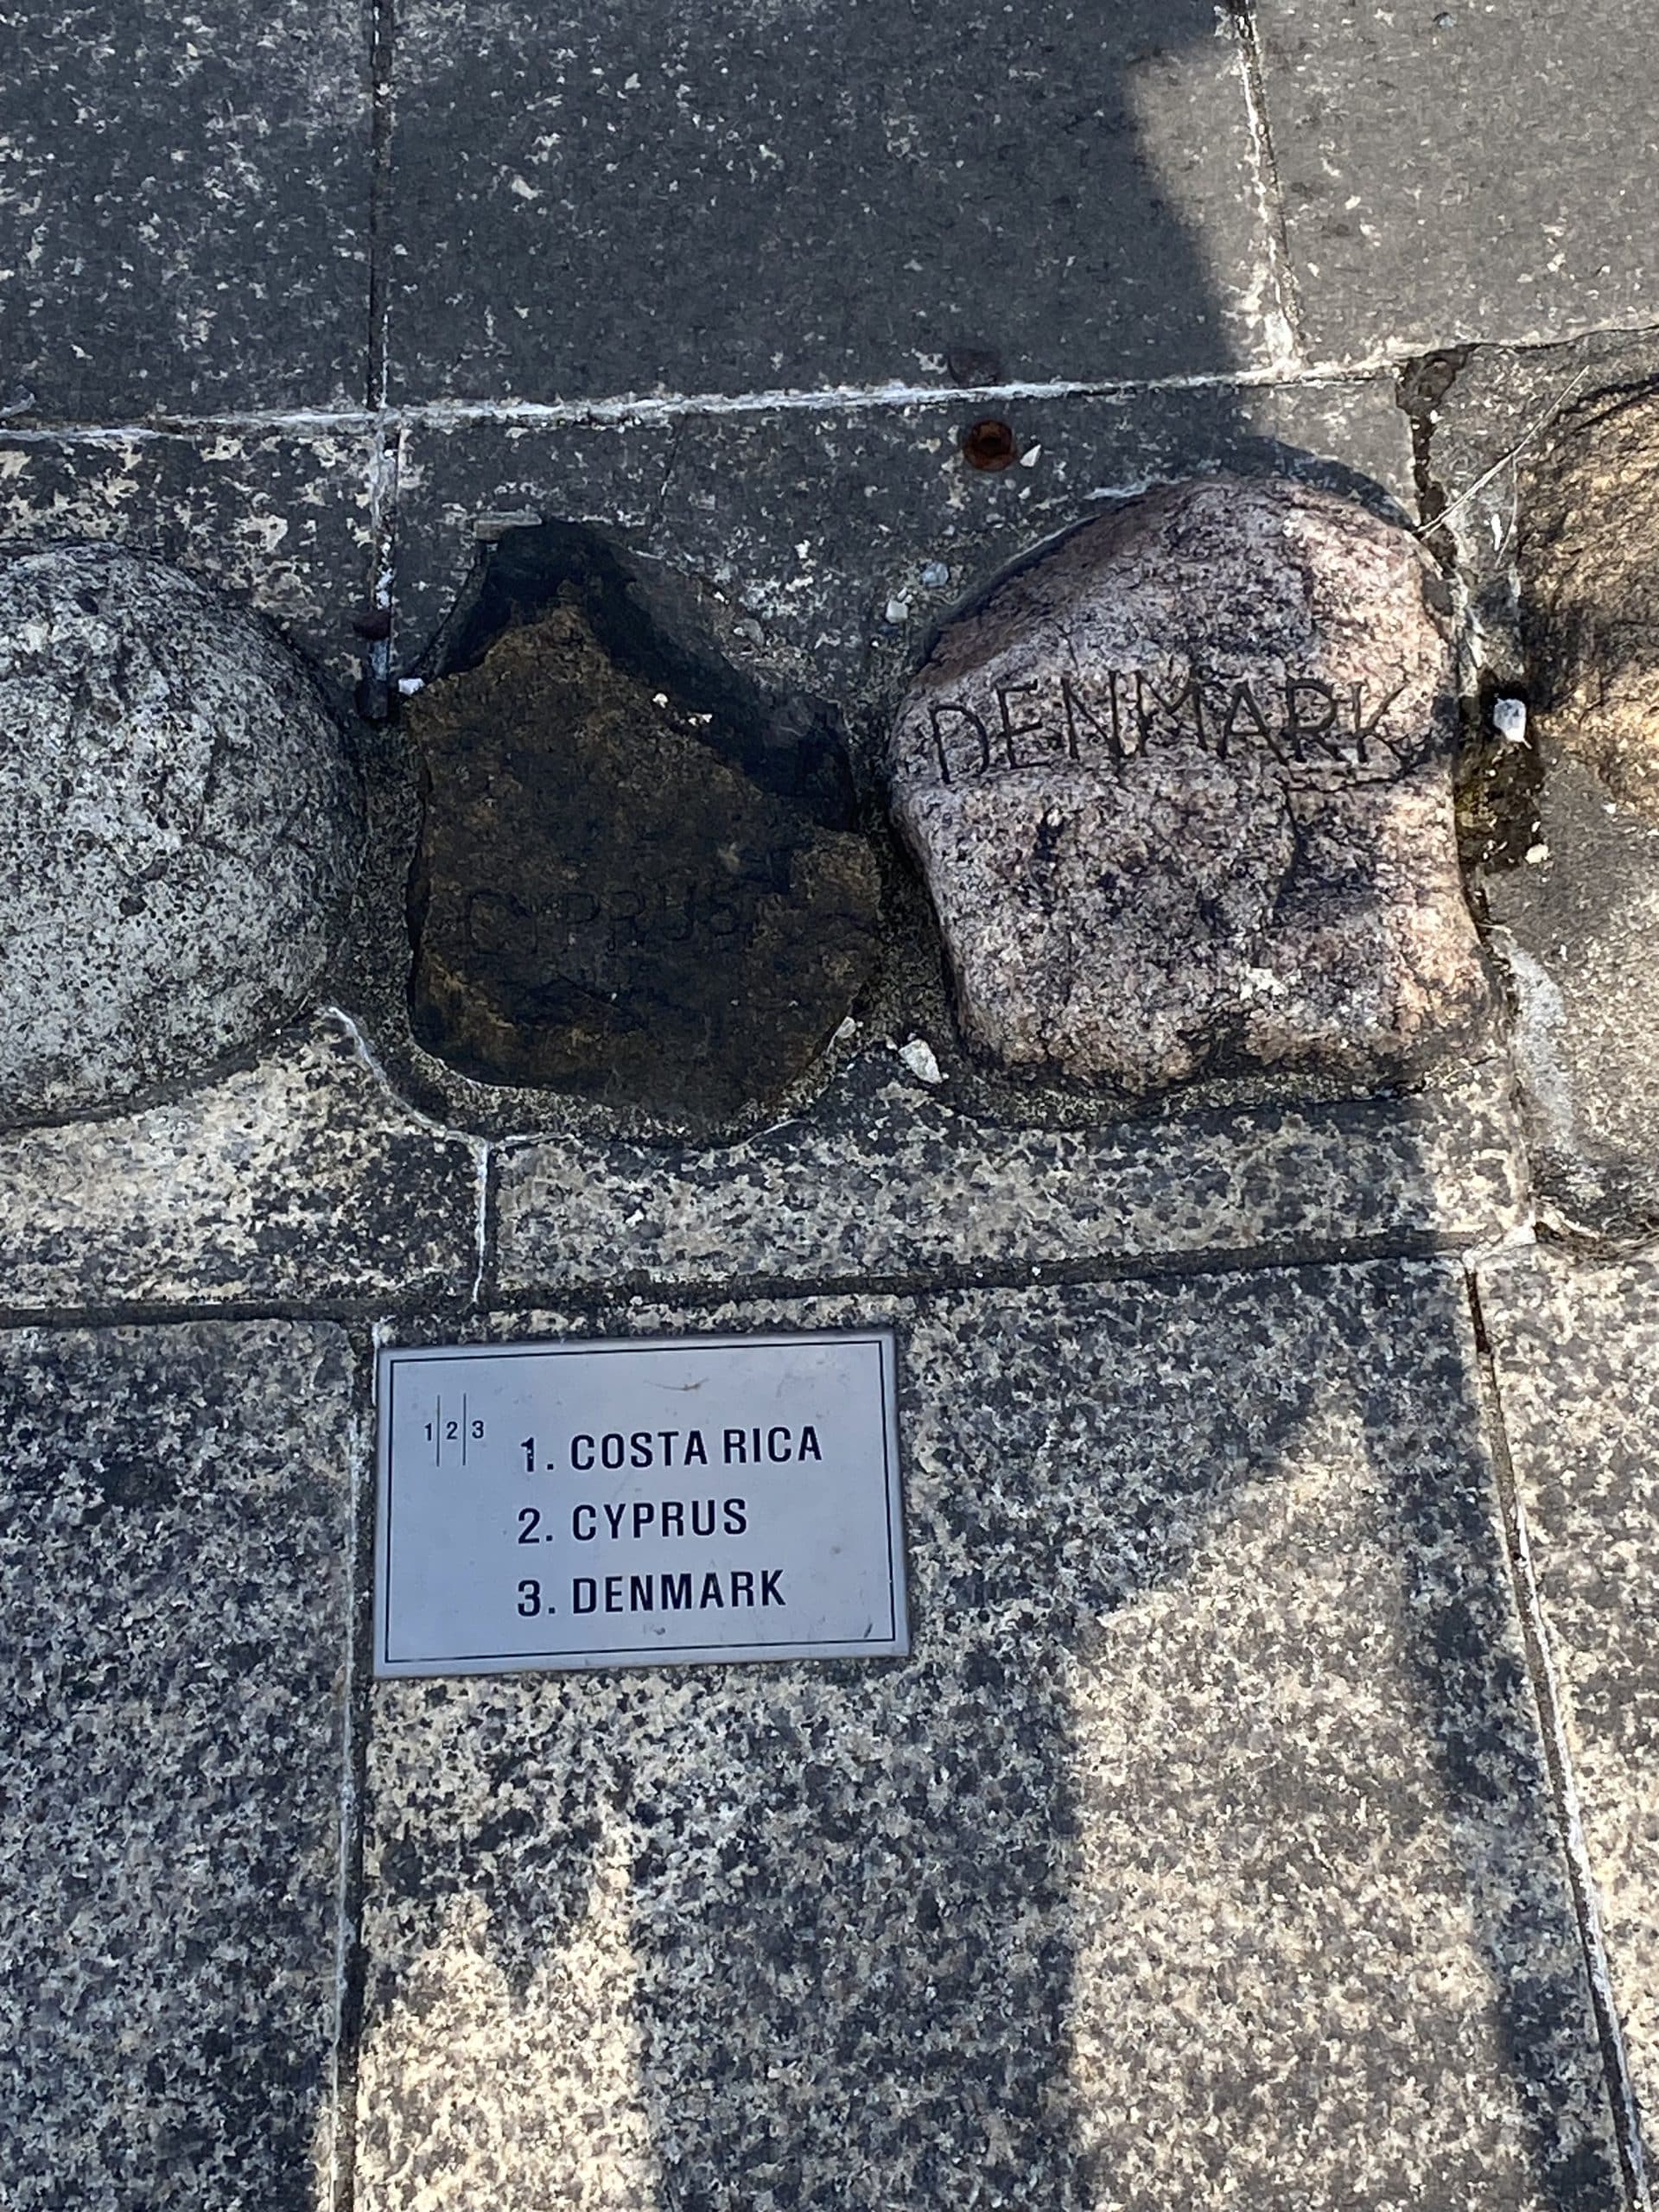 DENMARK
CYPRUS
1 2 3
1. COSTA RICA
2. CYPRUS
3. DENMARK